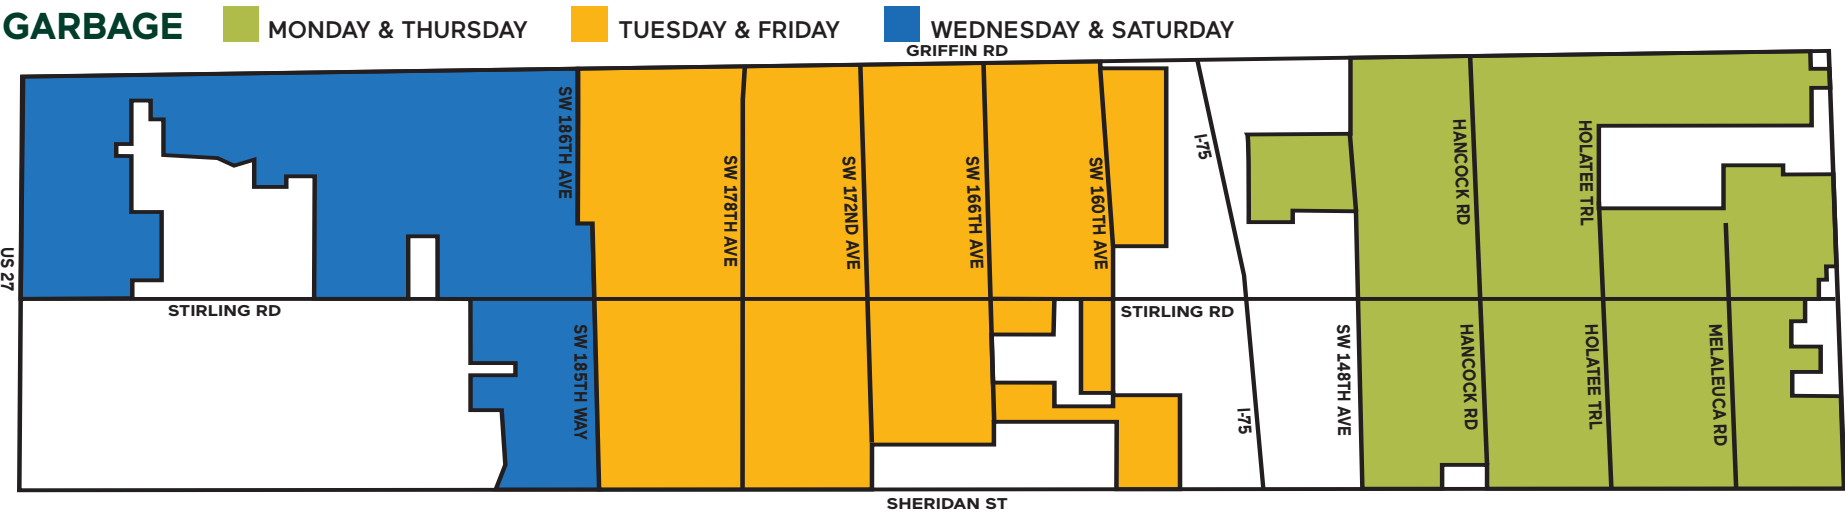 GARBAGE
MONDAY & THURSDAY
TUESDAY & FRIDAY
WEDNESDAY & SATURDAY
GRIFFIN RD
SW 186TH AVE
SW 178TH AVE
SW 172ND AVE
SW 166TH AVE
SW 160TH AVE
I-75
HANCOCK RD
HOLATEE TRL
US 27
STIRLING RD
STIRLING RD
SW 185TH WAY
I-75
SW 148TH AVE
HANCOCK RD
HOLATEE TRL
MELALEUCA RD
SHERIDAN ST